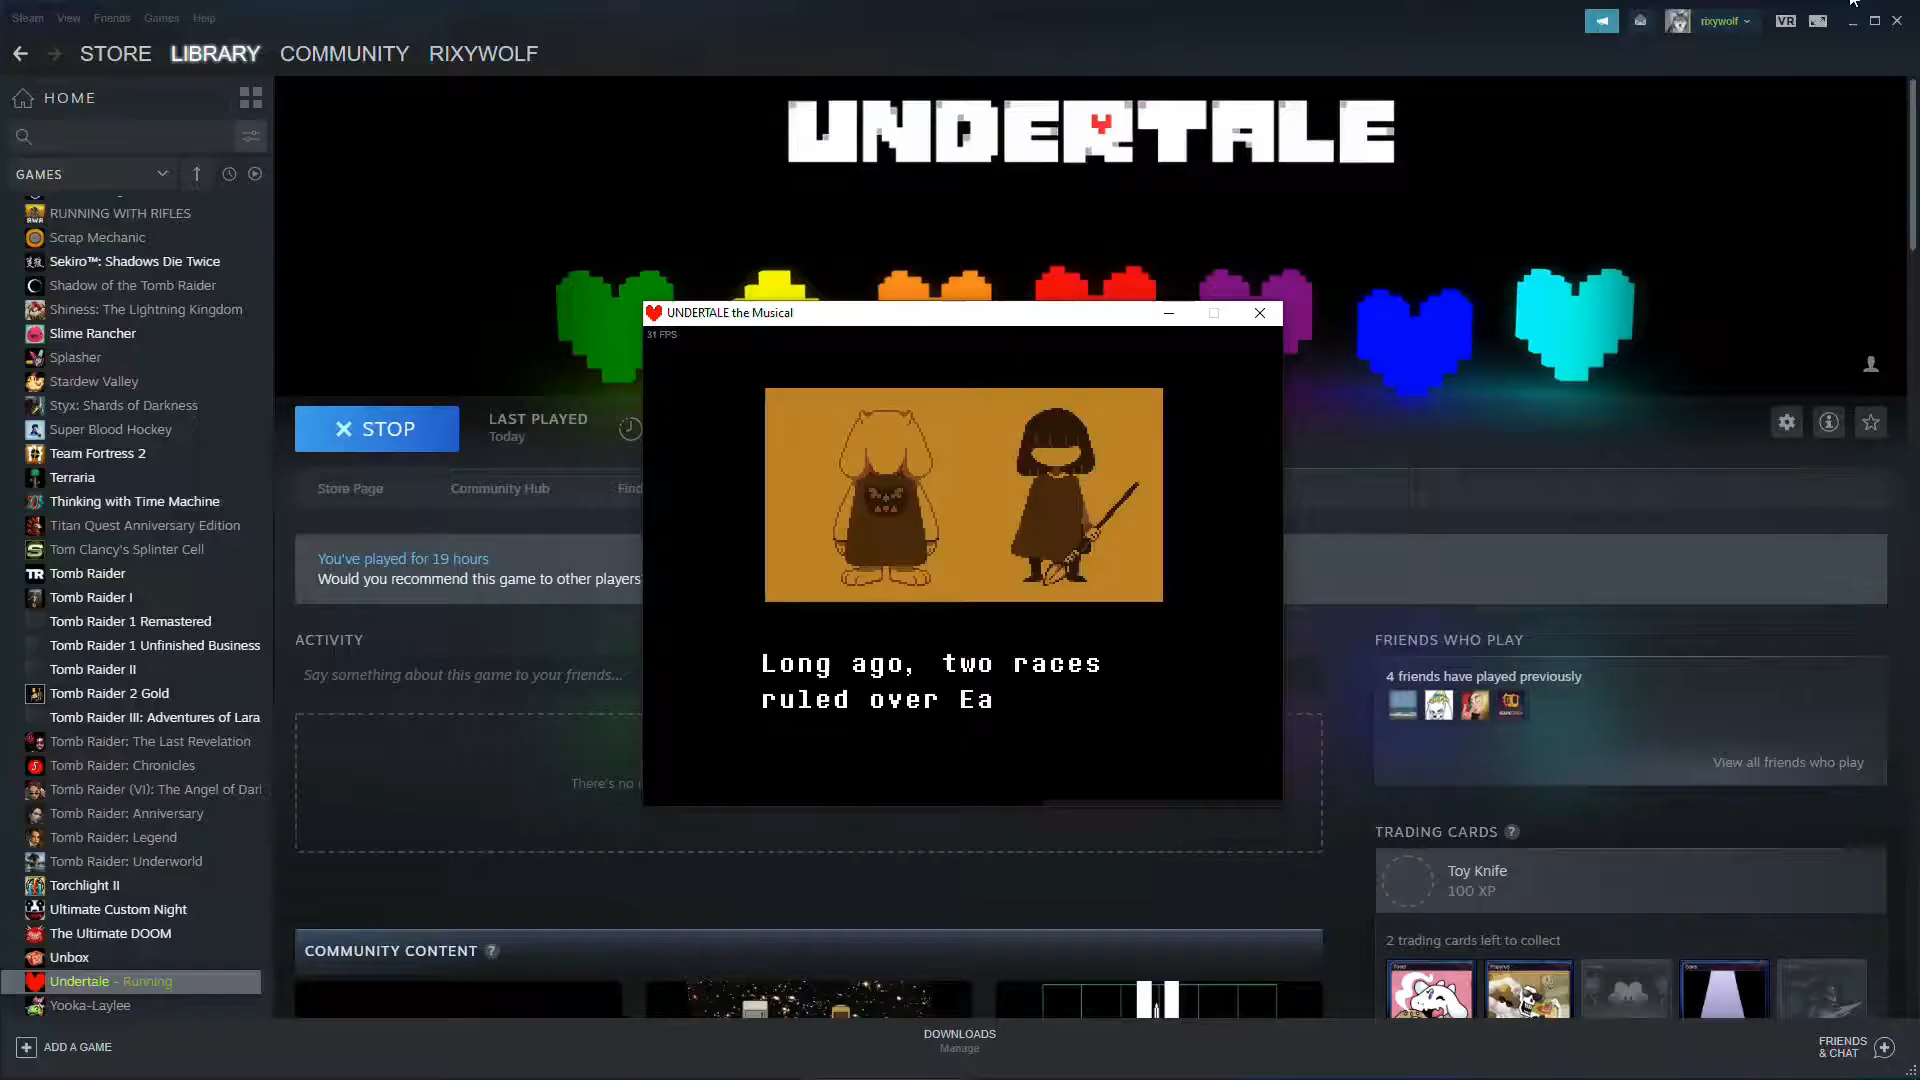 Steam View Friends Games Help
rixywolf
VR
STORE LIBRARY COMMUNITY RIXYWOLF
HOME
GAMES
RUNNING WITH RIFLES
Scrap Mechanic
Sekiro™: Shadows Die Twice
Shadow of the Tomb Raider
Shiness: The Lightning Kingdom
Slime Rancher
Splasher
Stardew Valley
Styx: Shards of Darkness
Super Blood Hockey
Team Fortress 2
Terraria
Thinking with Time Machine
Titan Quest Anniversary Edition
Tom Clancy's Splinter Cell
Tomb Raider
Tomb Raider I
Tomb Raider 1 Remastered
Tomb Raider 1 Unfinished Business
Tomb Raider II
Tomb Raider 2 Gold
Tomb Raider III: Adventures of Lara
Tomb Raider: The Last Revelation
Tomb Raider: Chronicles
Tomb Raider (VI): The Angel of Dar
Tomb Raider: Anniversary
Tomb Raider: Legend
Tomb Raider: Underworld
Torchlight II
Ultimate Custom Night
The Ultimate DOOM
Unbox
Undertale - Running
Yooka-Laylee
ADD A GAME
UNDERTALE
UNDERTALE the Musical
31 FPS
Long ago, two races
ruled over Ea
STOP
LAST PLAYED
Today
Store Page Community Hub Find
You've played for 19 hours
Would you recommend this game to other players
ACTIVITY
Say something about this game to your friends...
There's no
COMMUNITY CONTENT ?
FRIENDS WHO PLAY
4 friends have played previously
View all friends who play
TRADING CARDS ?
Toy Knife
100 XP
2 trading cards left to collect
DOWNLOADS
Manage
FRIENDS
& CHAT